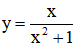 y = x / (x² + 1)